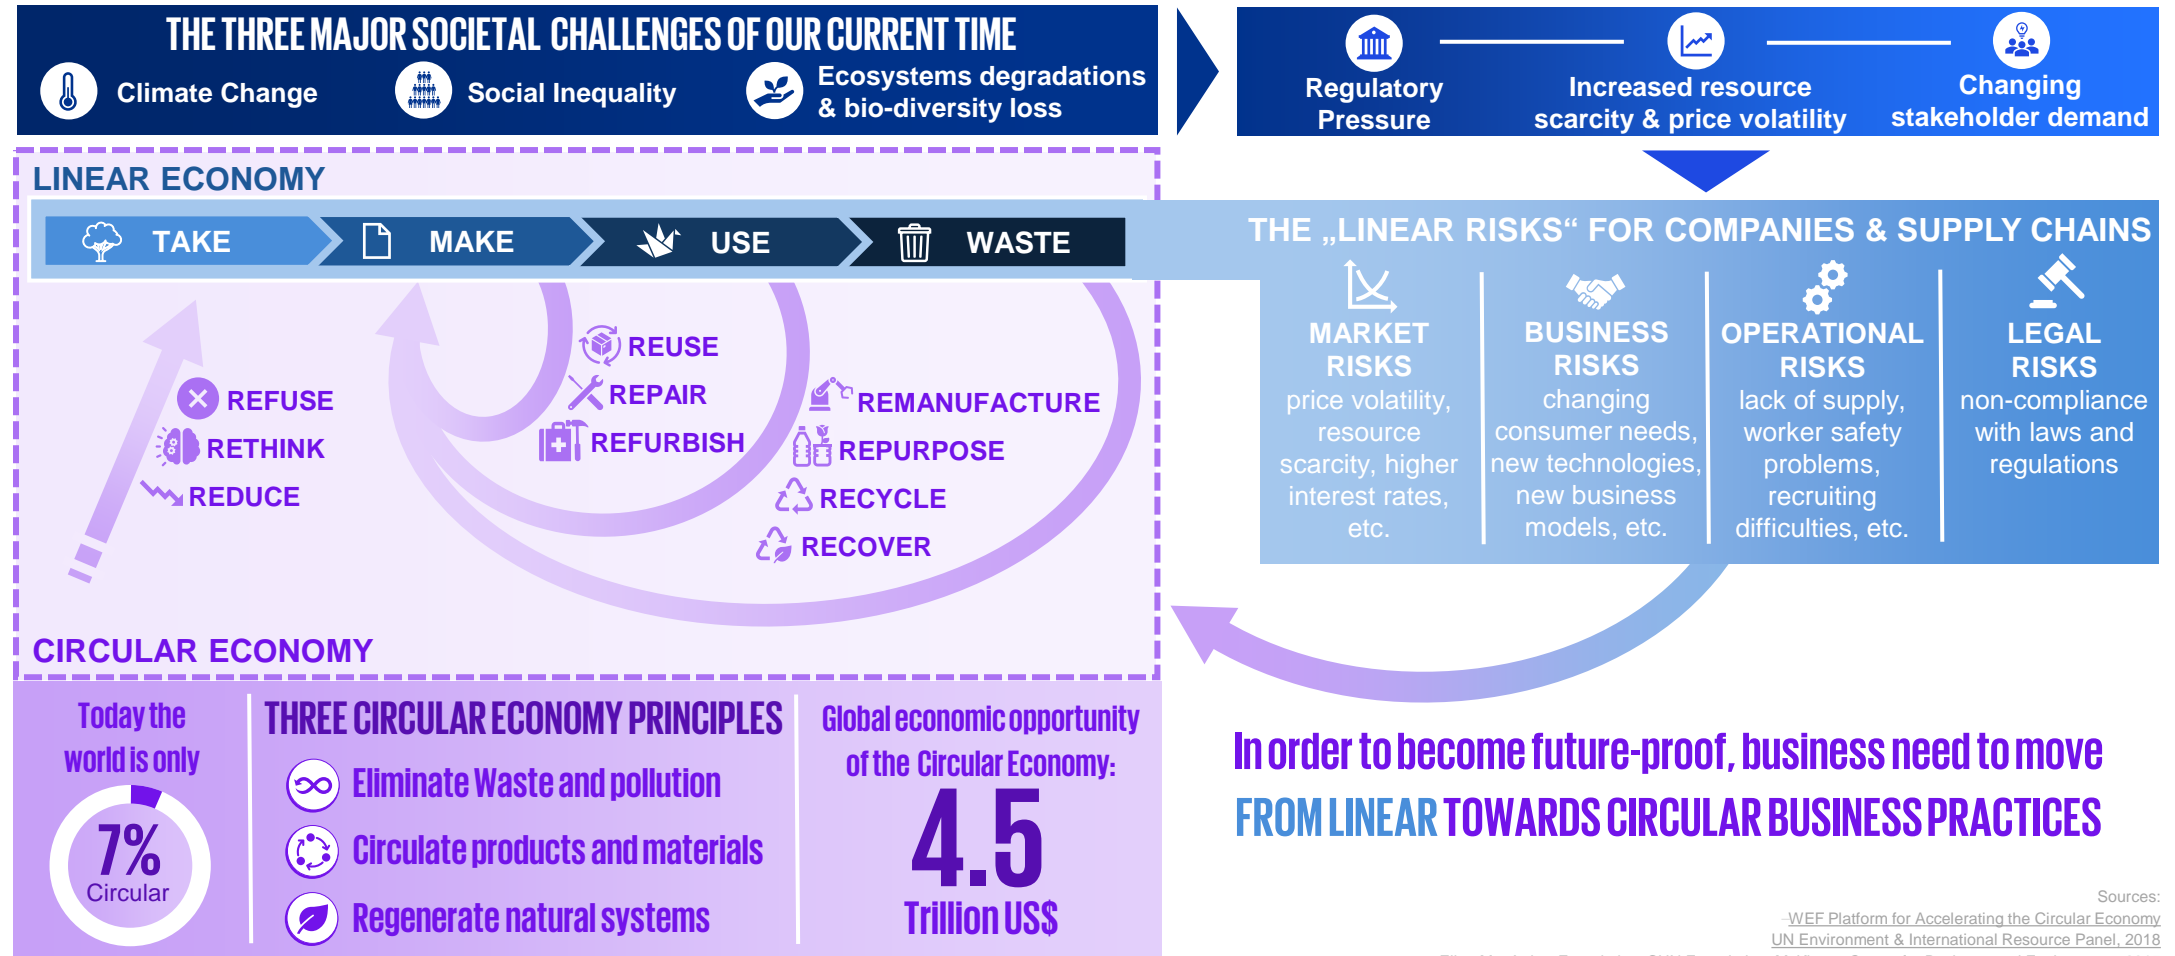 THE THREE MAJOR SOCIETAL CHALLENGES OF OUR CURRENT TIME
Climate Change
Social Inequality
Ecosystems degradations
& bio-diversity loss
Regulatory
Pressure
Increased resource
scarcity & price volatility
Changing
stakeholder demand
LINEAR ECONOMY
TAKE
MAKE
USE
WASTE
REFUSE
RETHINK
REDUCE
REUSE
REPAIR
REFURBISH
REMANUFACTURE
REPURPOSE
RECYCLE
RECOVER
CIRCULAR ECONOMY
THE „LINEAR RISKS“ FOR COMPANIES & SUPPLY CHAINS
MARKET
RISKS
price volatility,
resource
scarcity, higher
interest rates,
etc.
BUSINESS
RISKS
changing
consumer needs,
new technologies,
new business
models, etc.
OPERATIONAL
RISKS
lack of supply,
worker safety
problems,
recruiting
difficulties, etc.
LEGAL
RISKS
non-compliance
with laws and
regulations
Today the
world is only
7%
Circular
THREE CIRCULAR ECONOMY PRINCIPLES
Eliminate Waste and pollution
Circulate products and materials
Regenerate natural systems
Global economic opportunity
of the Circular Economy:
4.5
Trillion US$
In order to become future-proof, business need to move
FROM LINEAR TOWARDS CIRCULAR BUSINESS PRACTICES
Sources:
WEF Platform for Accelerating the Circular Economy
UN Environment & International Resource Panel, 2018